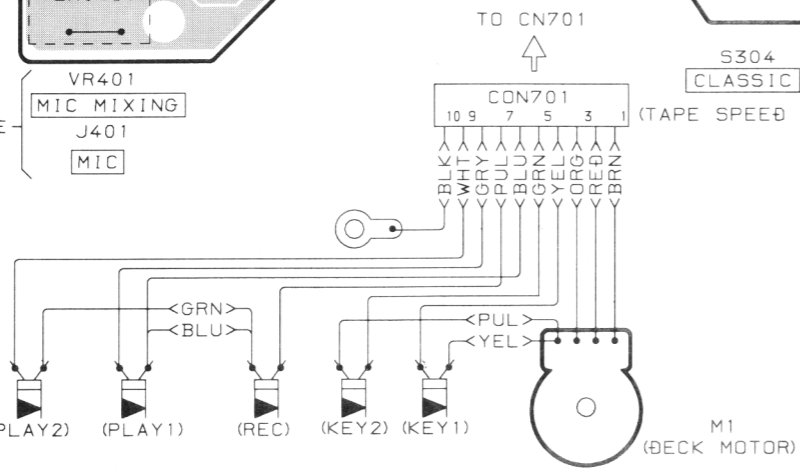 TO CN701
VR401
MIC MIXING
J401
MIC
E
S304
CLASSIC
(TAPE SPEED
CON701
10 9 7 5 3 1
BLK WHT GRY PUL BLU GRN YEL ORG RED BRN
GRN
BLU
PUL
YEL
PLAY2) (PLAY1) (REC) (KEY2) (KEY1)
M1
(DECK MOTOR)